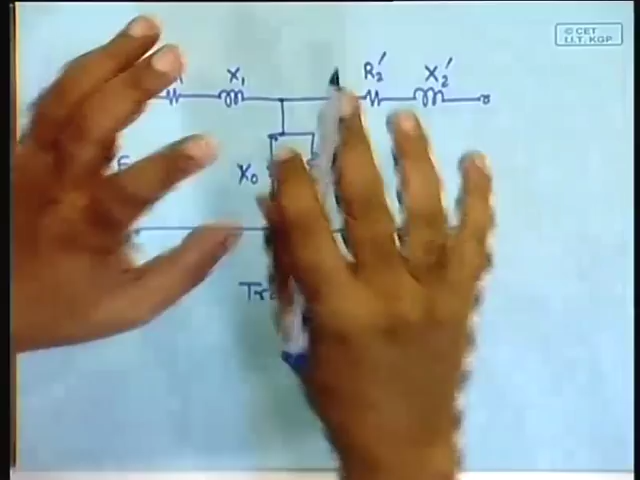 © CET
I.I.T. KGP
X₁
R₂′
X₂′
X₀